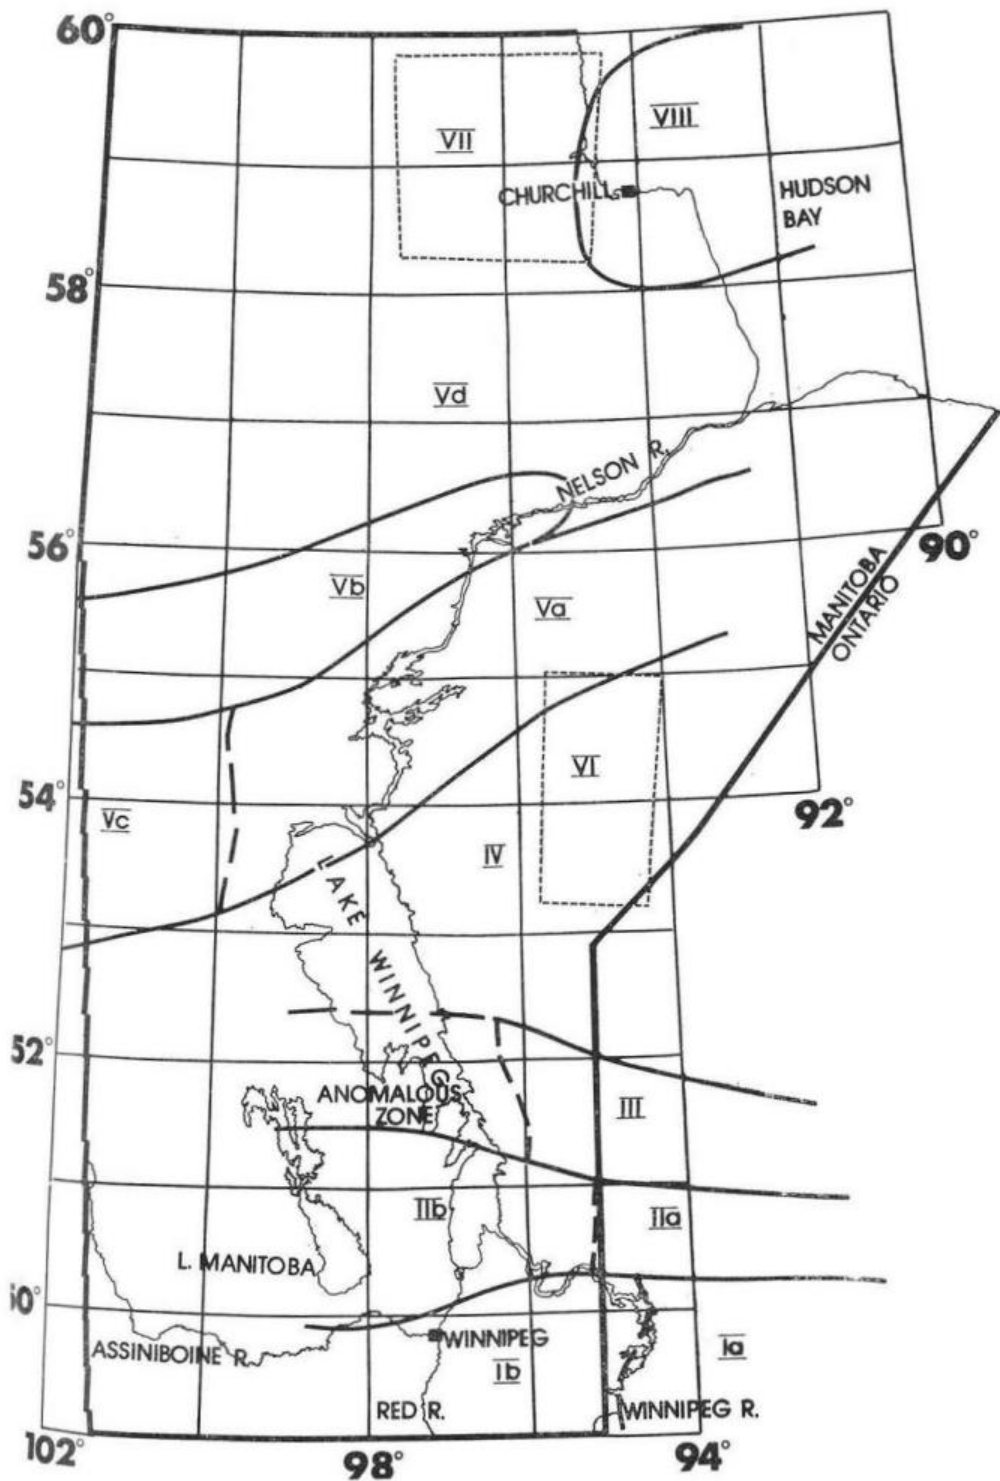 60°
VII
VIII
CHURCHILL
HUDSON
BAY
58°
Vd
NELSON R.
56°
90°
Vb
Va
MANITOBA
ONTARIO
VI
54°
92°
Vc
IV
LAKE WINNIPEG
52°
ANOMALOUS
ZONE
III
IIb
IIa
L. MANITOBA
50°
WINNIPEG
ASSINIBOINE R.
Ib
Ia
RED R.
WINNIPEG R.
102°
98°
94°